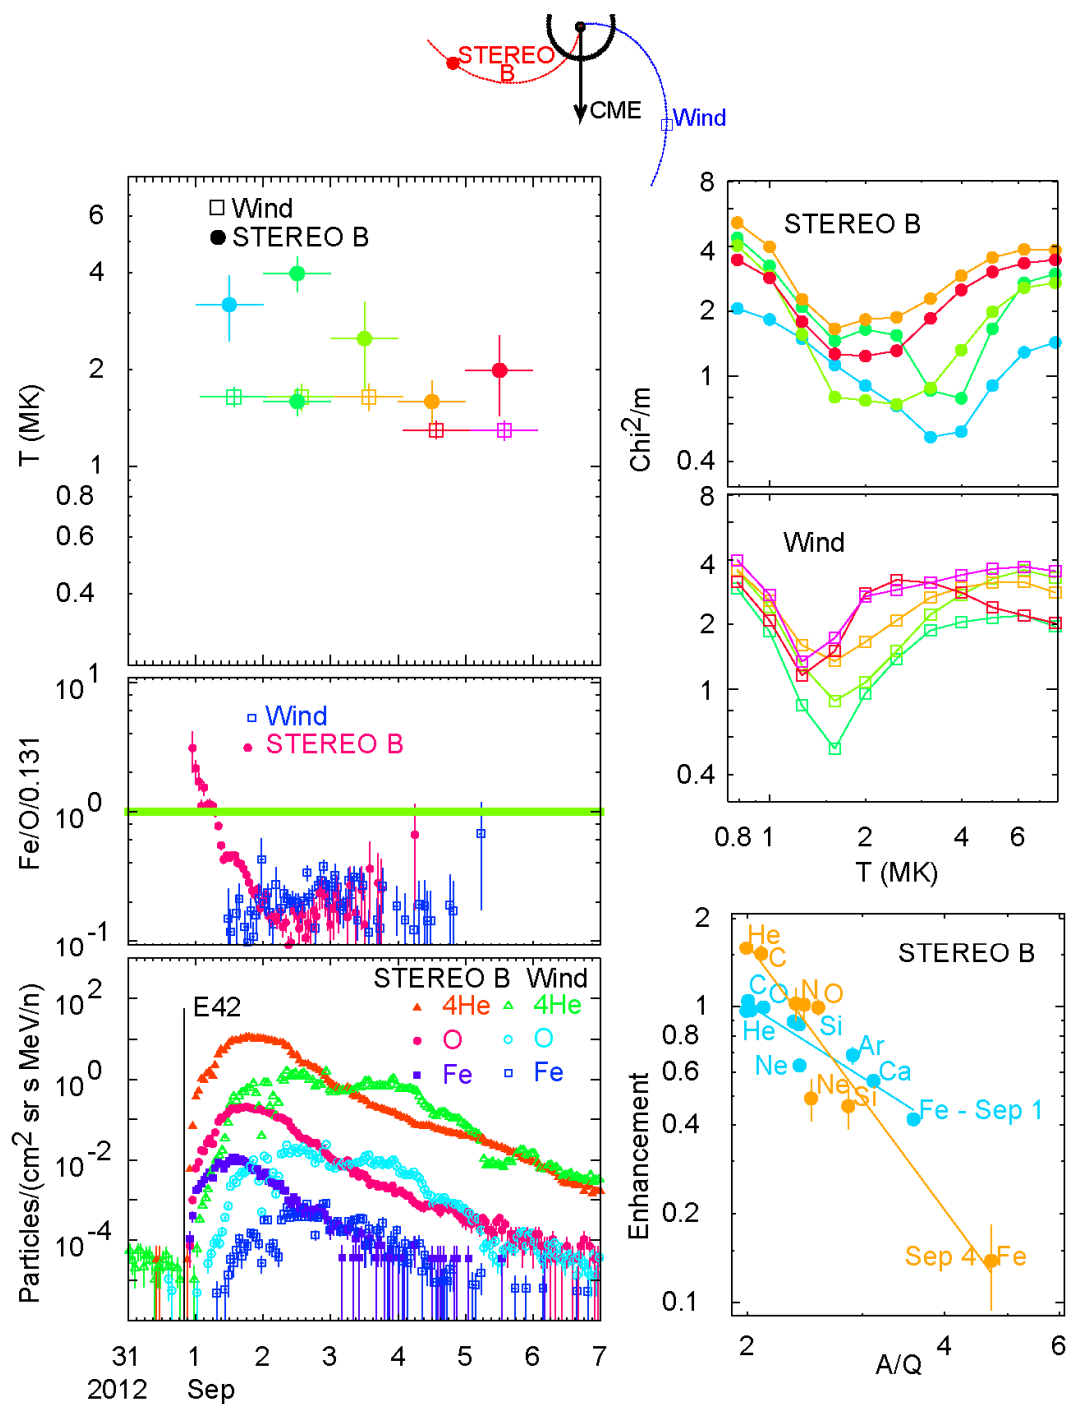 STEREO
B
CME
Wind
6
4
2
1
0.8
0.6
0.4
T (MK)
Wind
STEREO B
8
4
2
1
0.4
Chi2/m
STEREO B
8
4
2
1
0.4
Wind
0.8 1 2 4 6
T (MK)
10^1
10^0
10^-1
Fe/O/0.131
Wind
STEREO B
10^2
10^0
10^-2
10^-4
Particles/(cm2 sr s MeV/n)
E42
STEREO B Wind
4He 4He
O O
Fe Fe
31 1 2 3 4 5 6 7
2012 Sep
2
1
0.8
0.6
0.4
0.2
0.1
Enhancement
STEREO B
He
C
C O N O
He Si
Ne Ar
Ne Si Ca
Fe - Sep 1
Sep 4 Fe
2 4 6
A/Q